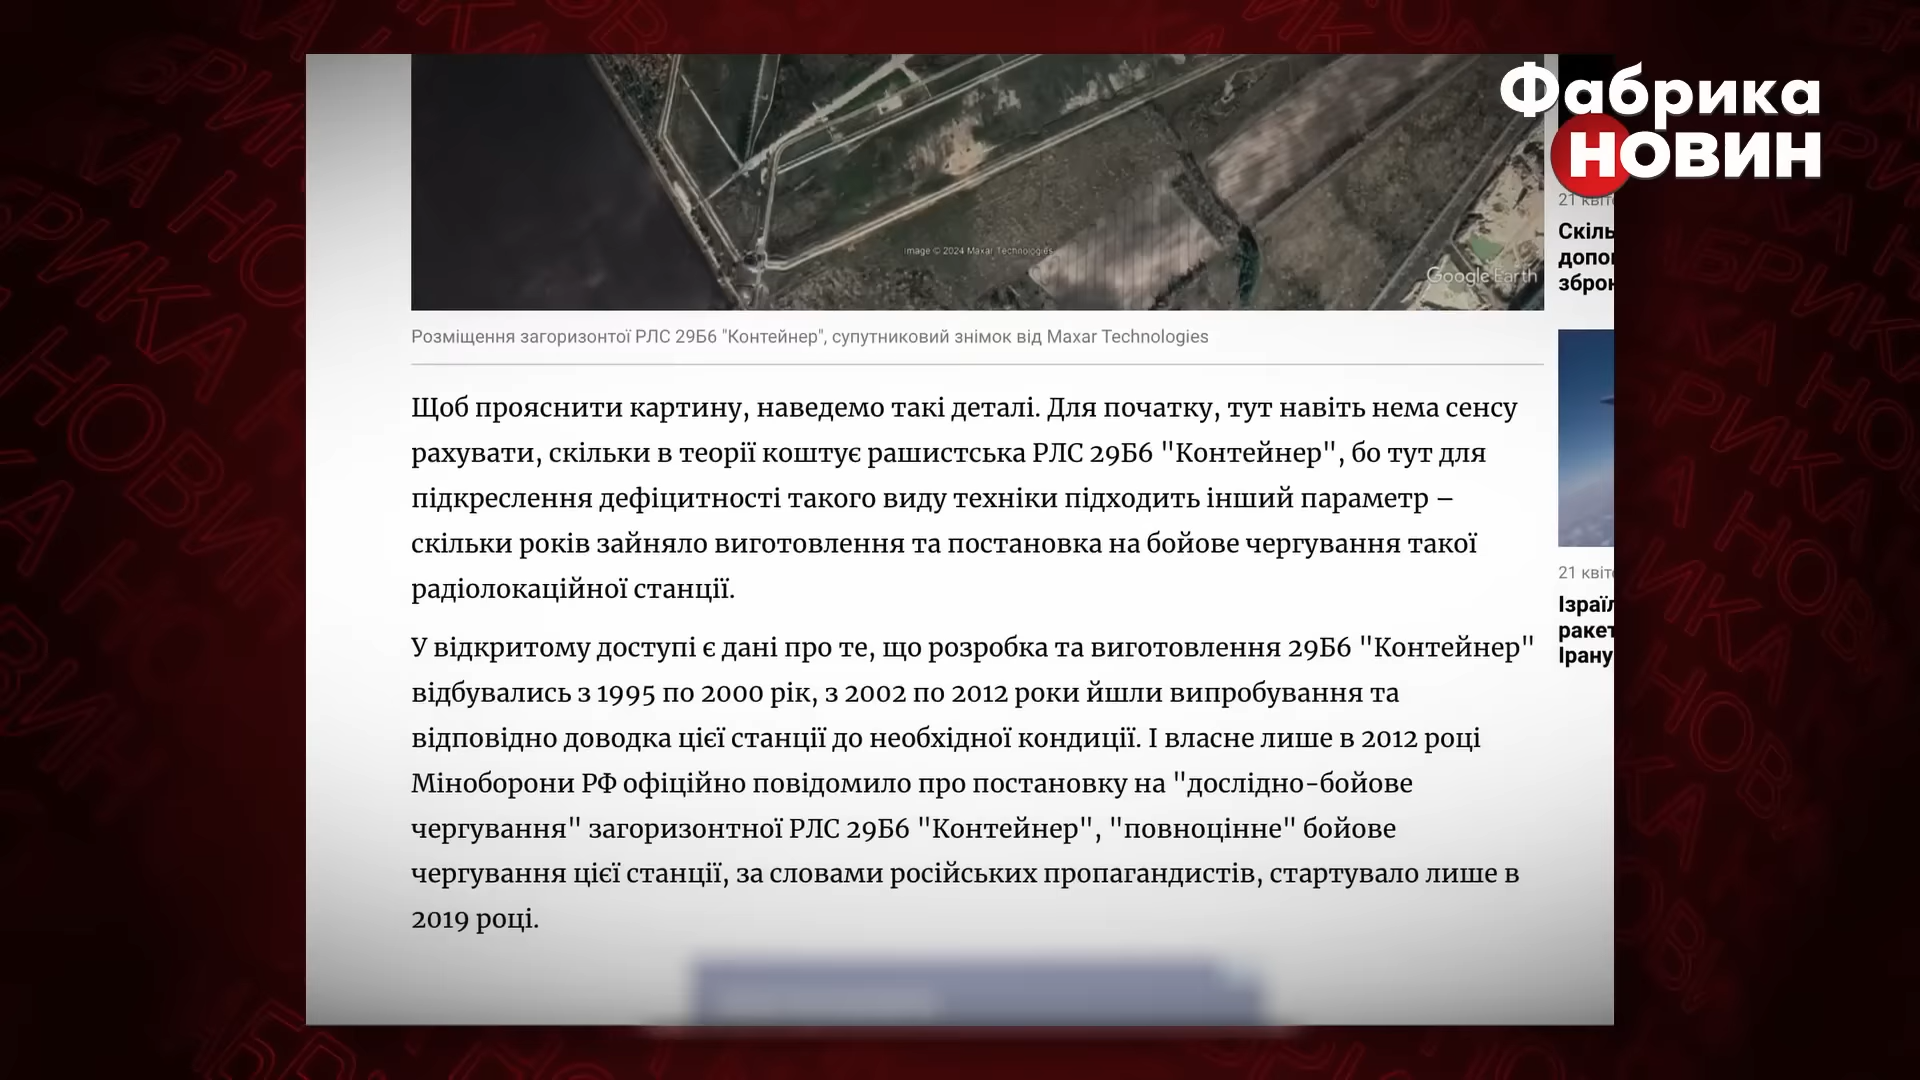 Фабрика
новин
Image © 2024 Maxar Technologies
Google Earth
Розміщення загоризонтої РЛС 29Б6 "Контейнер", супутниковий знімок від Maxar Technologies
Щоб прояснити картину, наведемо такі деталі. Для початку, тут навіть нема сенсу
рахувати, скільки в теорії коштує рашистська РЛС 29Б6 "Контейнер", бо тут для
підкреслення дефіцитності такого виду техніки підходить інший параметр –
скільки років зайняло виготовлення та постановка на бойове чергування такої
радіолокаційної станції.
У відкритому доступі є дані про те, що розробка та виготовлення 29Б6 "Контейнер"
відбувались з 1995 по 2000 рік, з 2002 по 2012 роки йшли випробування та
відповідно доводка цієї станції до необхідної кондиції. І власне лише в 2012 році
Міноборони РФ офіційно повідомило про постановку на "дослідно-бойове
чергування" загоризонтної РЛС 29Б6 "Контейнер", "повноцінне" бойове
чергування цієї станції, за словами російських пропагандистів, стартувало лише в
2019 році.
21 квіт
Скіль
допо
збро
21 квіт
Ізраїл
ракет
Ірану